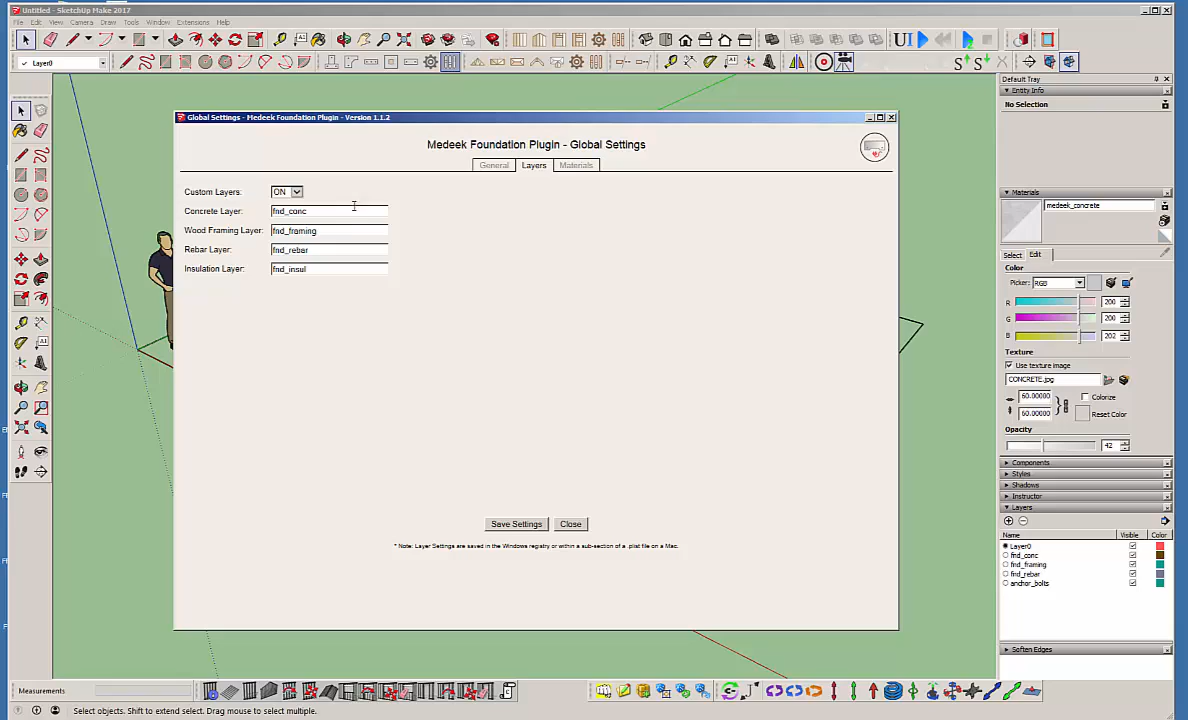 Untitled - SketchUp Make 2017
File Edit View Camera Draw Tools Window Extensions Help
Layer0
Default Tray
Entity Info
No Selection
Global Settings - Medeek Foundation Plugin - Version 1.1.2
Medeek Foundation Plugin - Global Settings
General Layers Materials
Custom Layers: ON
Concrete Layer: fnd_conc
Wood Framing Layer: fnd_framing
Rebar Layer: fnd_rebar
Insulation Layer: fnd_insul
Save Settings Close
* Note: Layer Settings are saved in the Windows registry or within a sub-section of a .plist file on a Mac.
Materials
medeek_concrete
Select Edit
Color
Picker: RGB
R 200
G 200
B 202
Texture
Use texture image
CONCRETE.jpg
60.00000
Colorize
60.00000
Reset Color
Opacity
42
Components
Styles
Shadows
Instructor
Layers
Name Visible Color
Layer0
fnd_conc
fnd_framing
fnd_rebar
anchor_bolts
Soften Edges
Measurements
Select objects. Shift to extend select. Drag mouse to select multiple.